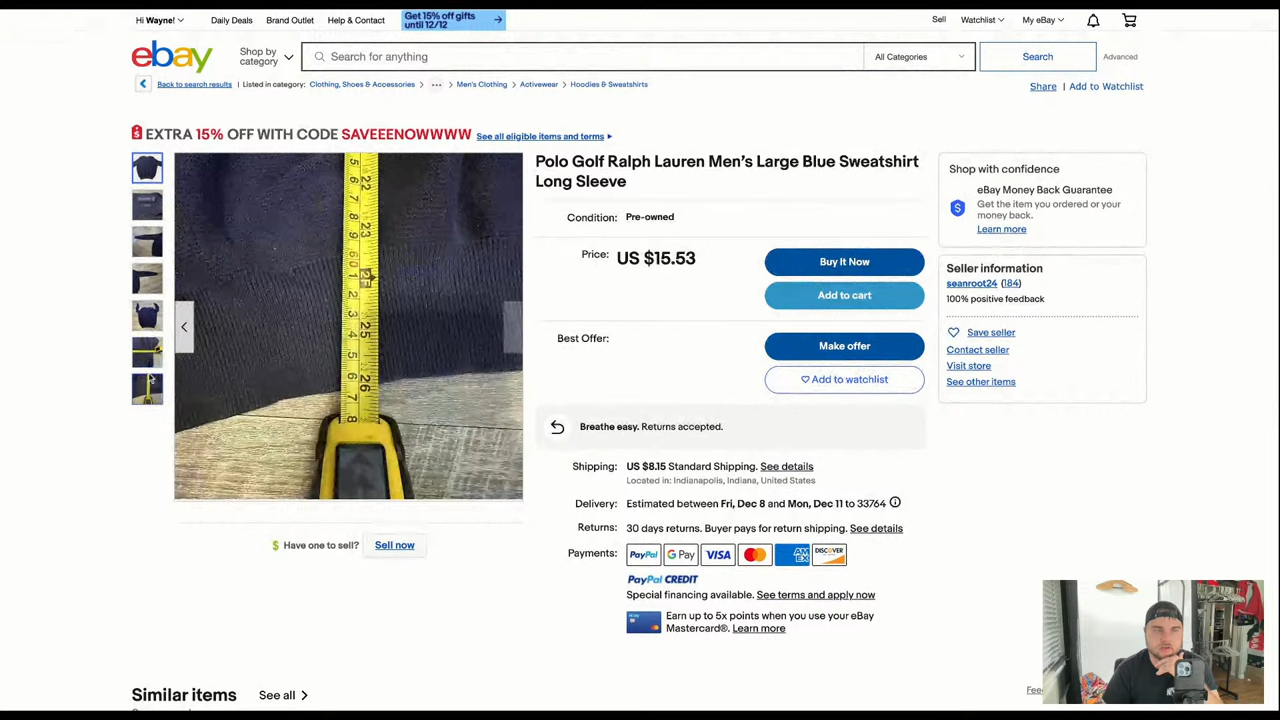 Hi Wayne!
Daily Deals
Brand Outlet
Help & Contact
Get 15% off gifts
until 12/12
Sell
Watchlist
My eBay
ebay
Shop by
category
Search for anything
All Categories
Search
Advanced
Back to search results
Listed in category:
Clothing, Shoes & Accessories
...
Men's Clothing
Activewear
Hoodies & Sweatshirts
Share
Add to Watchlist
EXTRA 15% OFF WITH CODE SAVEEENOWWWW See all eligible items and terms
Polo Golf Ralph Lauren Men's Large Blue Sweatshirt
Long Sleeve
Condition: Pre-owned
Price: US $15.53
Buy It Now
Add to cart
Best Offer:
Make offer
Add to watchlist
Breathe easy. Returns accepted.
Shipping: US $8.15 Standard Shipping. See details
Located in: Indianapolis, Indiana, United States
Delivery: Estimated between Fri, Dec 8 and Mon, Dec 11 to 33764
Returns: 30 days returns. Buyer pays for return shipping. See details
Payments: PayPal G Pay VISA AM EX DISCOVER
PayPal CREDIT
Special financing available. See terms and apply now
Earn up to 5x points when you use your eBay
Mastercard®. Learn more
Shop with confidence
eBay Money Back Guarantee
Get the item you ordered or your
money back.
Learn more
Seller information
seanroot24 (184)
100% positive feedback
Save seller
Contact seller
Visit store
See other items
22
23
25
26
Have one to sell? Sell now
Similar items
See all